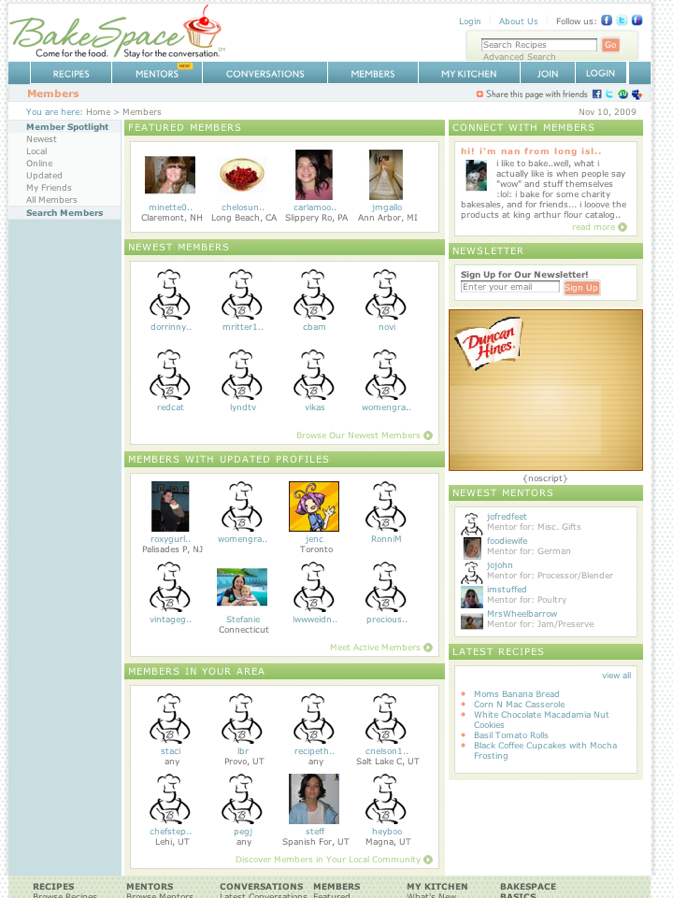 BakeSpace
Come for the food. Stay for the conversation. SM
Login | About Us | Follow us:
Search Recipes Go
Advanced Search
RECIPES MENTORS NEW! CONVERSATIONS MEMBERS MY KITCHEN JOIN LOGIN
Members
Share this page with friends
You are here: Home > Members
Nov 10, 2009
Member Spotlight
Newest
Local
Online
Updated
My Friends
All Members
Search Members
FEATURED MEMBERS
minette0.. chelosun.. cariamoo.. jmgallo
Claremont, NH Long Beach, CA Slippery Ro, PA Ann Arbor, MI
NEWEST MEMBERS
dorrinny.. mritter1.. cbam novi
redcat lyndtv vikas womengra..
Browse Our Newest Members
MEMBERS WITH UPDATED PROFILES
roxygurl.. womengra.. jenc RonniM
Palisades P, NJ Toronto
vintageg.. Stefanie lwwweidn.. precious..
Connecticut
Meet Active Members
MEMBERS IN YOUR AREA
staci lbr recipeth.. cnelson1..
any Provo, UT any Salt Lake C, UT
chefstep.. pegj steff heyboo
Lehi, UT any Spanish For, UT Magna, UT
Discover Members in Your Local Community
CONNECT WITH MEMBERS
hi! i'm nan from long isl..
i like to bake..well, what i
actually like is when people say
"wow" and stuff themselves
:lol: i bake for some charity
bakesales, and for friends... i looove the
products at king arthur flour catalog..
read more
NEWSLETTER
Sign Up for Our Newsletter!
Enter your email Sign Up
Duncan
Hines.
{noscript}
NEWEST MENTORS
jofredfeet
Mentor for: Misc. Gifts
foodiewife
Mentor for: German
jojohn
Mentor for: Processor/Blender
imstuffed
Mentor for: Poultry
MrsWheelbarrow
Mentor for: Jam/Preserve
LATEST RECIPES
view all
Moms Banana Bread
Corn N Mac Casserole
White Chocolate Macadamia Nut
Cookies
Basil Tomato Rolls
Black Coffee Cupcakes with Mocha
Frosting
RECIPES MENTORS CONVERSATIONS MEMBERS MY KITCHEN BAKESPACE
Browse Recipes Browse Mentors Latest Conversations Featured What's New BASICS